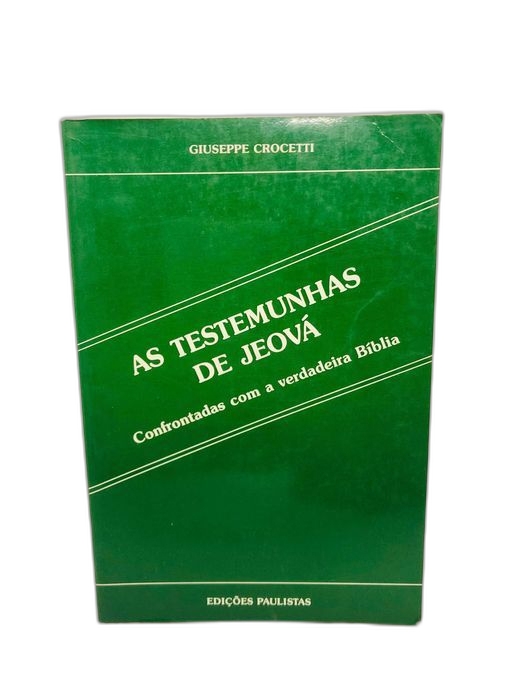 GIUSEPPE CROCETTI
AS TESTEMUNHAS
DE JEOVÁ
Confrontadas com a verdadeira Bíblia
EDIÇÕES PAULISTAS